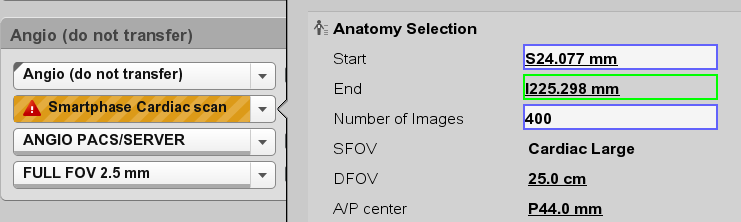 Angio (do not transfer)
Angio (do not transfer)
Smartphase Cardiac scan
ANGIO PACS/SERVER
FULL FOV 2.5 mm
Anatomy Selection
Start S24.077 mm
End I225.298 mm
Number of Images 400
SFOV Cardiac Large
DFOV 25.0 cm
A/P center P44.0 mm